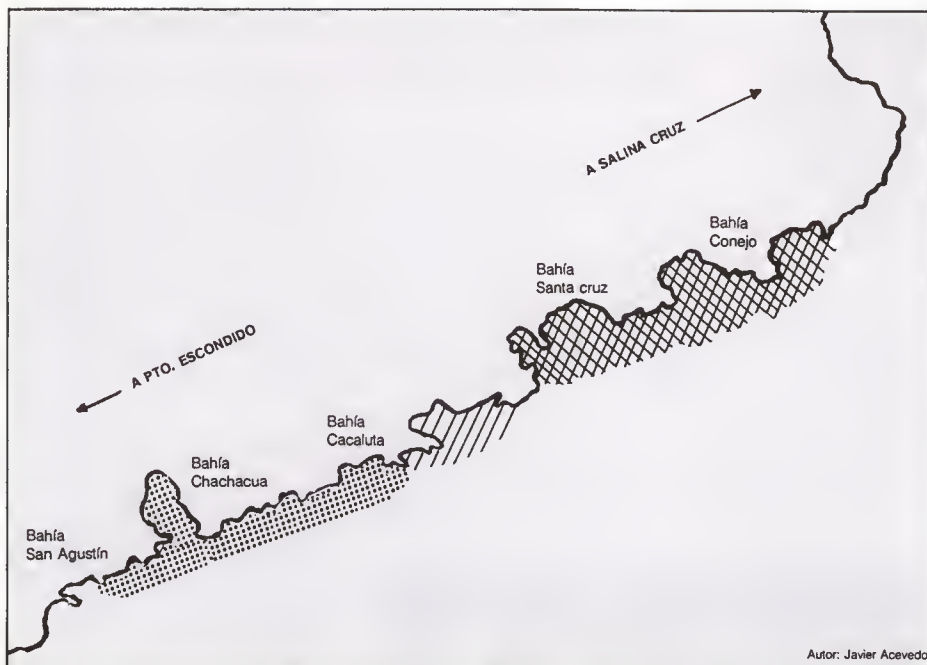 A SALINA CRUZ
Bahía
Conejo
Bahía
Santa cruz
A PTO. ESCONDIDO
Bahía
Cacaluta
Bahía
Chachacua
Bahía
San Agustín
Autor: Javier Acevedo